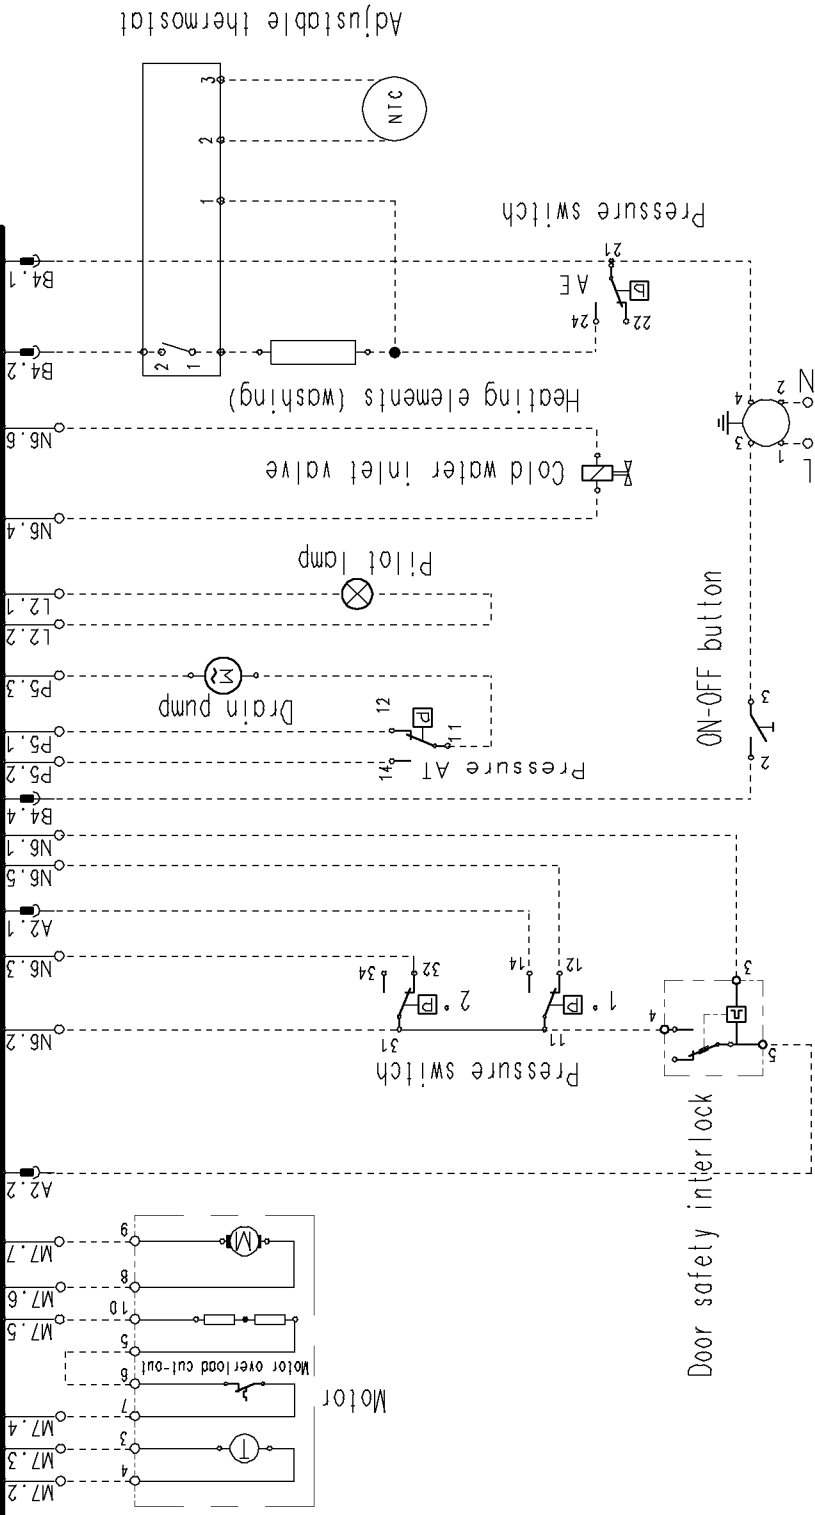 Adjustable thermostat
3
NTC
2
1
Pressure switch
21
B4.1
AE
P
24
22
B4.2
2
1
N
2
4
Heating elements (washing)
N6.6
3
1
L
Cold water inlet valve
N6.4
Pilot lamp
L2.1
L2.2
ON-OFF button
P5.3
M
3
12
Drain pump
P5.1
P
11
P5.2
14
Pressure AT
2
B4.4
N6.1
N6.5
A2.1
N6.3
34
32
14
12
3
P
2°
P
1°
4
N6.2
31
11
5
Pressure switch
Door safety interlock
A2.2
9
M7.7
M
8
M7.6
10
M7.5
5
Motor overload cut-out
6
Motor
7
M7.4
3
M7.3
T
4
M7.2